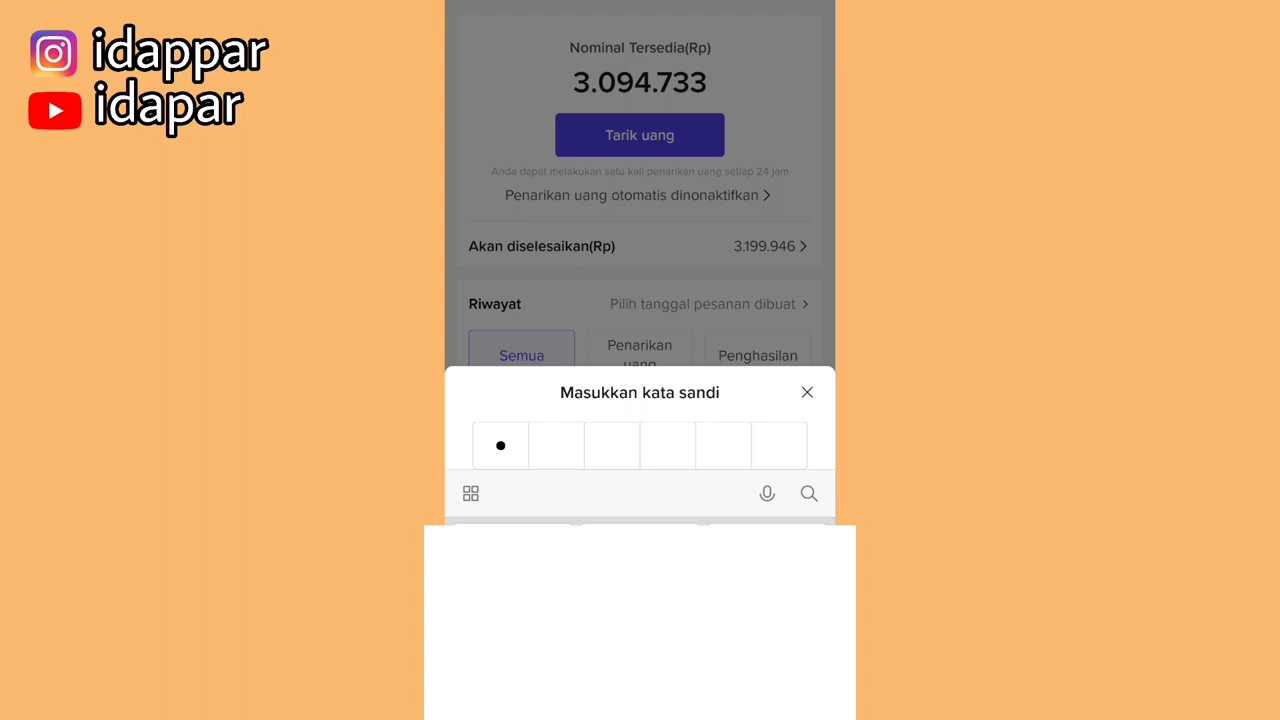 idappar
idapar
Nominal Tersedia(Rp)
3.094.733
Tarik uang
Anda dapat melakukan satu kali penarikan uang setiap 24 jam
Penarikan uang otomatis dinonaktifkan
Akan diselesaikan(Rp) 3.199.946
Riwayat Pilih tanggal pesanan dibuat
Semua Penarikan uang Penghasilan
Masukkan kata sandi